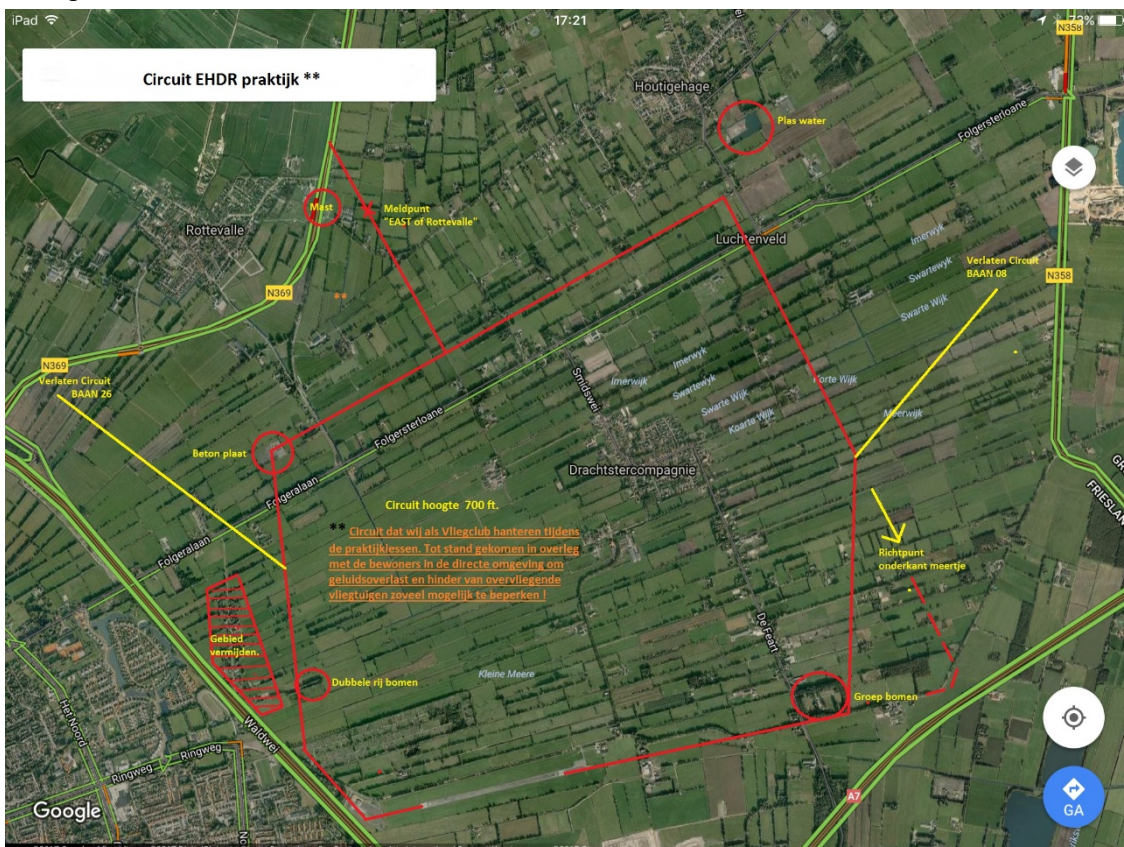 iPad
17:21
73%
N358
Circuit EHDR praktijk **
Houtigehage
Plas water
Folgersterloane
Mast
Meldpunt
"EAST of Rottevalle"
Rottevalle
Luchtenveld
Imerwyk
Swartewyk
Swarte Wijk
Verlaten Circuit
BAAN 08
N358
N369
**
N369
Verlaten Circuit
BAAN 26
Smidswei
Imerwijk
Imerwyk
Swartewyk
Swarte Wijk
Koarte Wijk
Korte Wijk
Meerwijk
Beton plaat
Folgersterloane
Folgeralaan
Drachtstercompagnie
FRIESLAN
Circuit hoogte 700 ft.
** Circuit dat wij als Vliegclub hanteren tijdens
de praktijklessen. Tot stand gekomen in overleg
met de bewoners in de directe omgeving om
geluidsoverlast en hinder van overvliegende
vliegtuigen zoveel mogelijk te beperken !
Folgeralaan
Richtpunt
onderkant meertje
Gebied
vermijden.
De Feart
Kleine Meere
Dubbele rij bomen
Groep bomen
Het Noord
Waldwei
Ringweg
Ringweg
A7
GA
Google